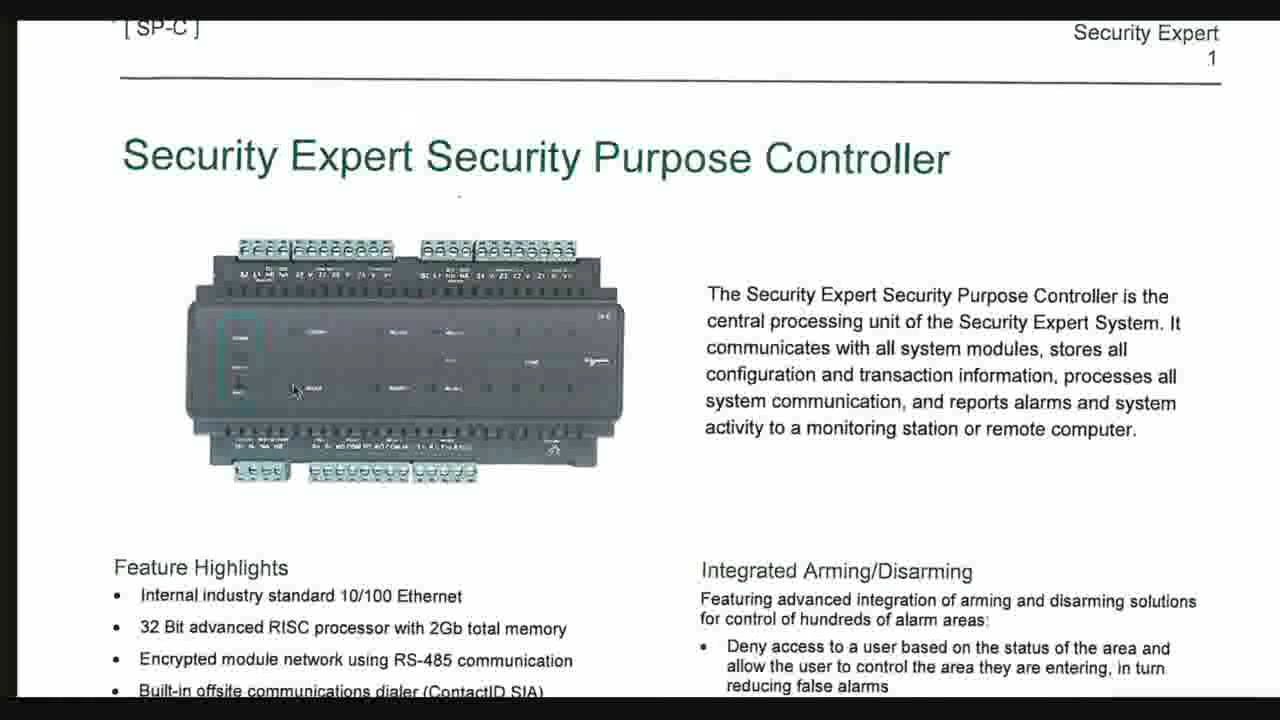 [ SP-C ]
Security Expert
1
Security Expert Security Purpose Controller
The Security Expert Security Purpose Controller is the
central processing unit of the Security Expert System. It
communicates with all system modules, stores all
configuration and transaction information, processes all
system communication, and reports alarms and system
activity to a monitoring station or remote computer.
Feature Highlights
• Internal industry standard 10/100 Ethernet
• 32 Bit advanced RISC processor with 2Gb total memory
• Encrypted module network using RS-485 communication
• Built-in offsite communications dialer (ContactID SIA)
Integrated Arming/Disarming
Featuring advanced integration of arming and disarming solutions
for control of hundreds of alarm areas:
• Deny access to a user based on the status of the area and
allow the user to control the area they are entering, in turn
reducing false alarms